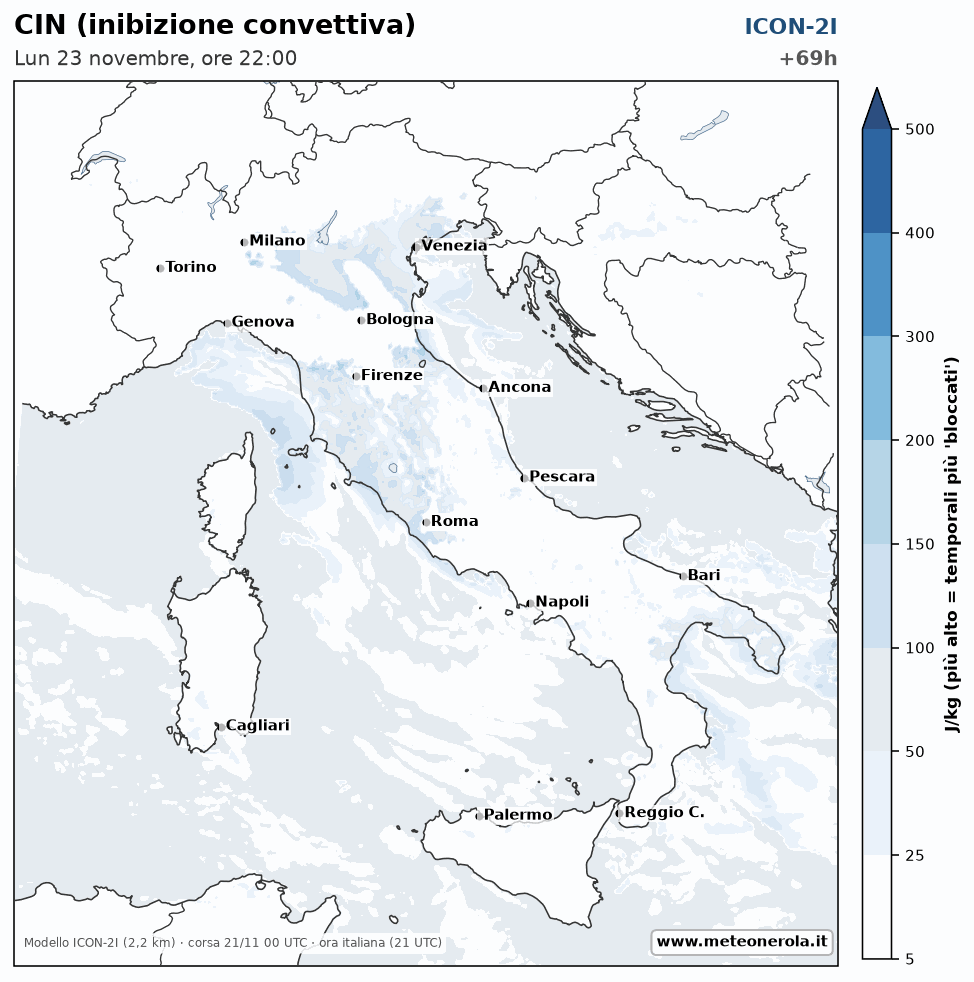 CIN (inibizione convettiva)
ICON-2I
Lun 23 novembre, ore 22:00
+69h
500
400
300
200
150
100
50
25
5
J/kg (più alto = temporali più 'bloccati')
Milano
Venezia
Torino
Genova
Bologna
Firenze
Ancona
Pescara
Roma
Bari
Napoli
Cagliari
Palermo
Reggio C.
Modello ICON-2I (2,2 km) · corsa 21/11 00 UTC · ora italiana (21 UTC)
www.meteonerola.it